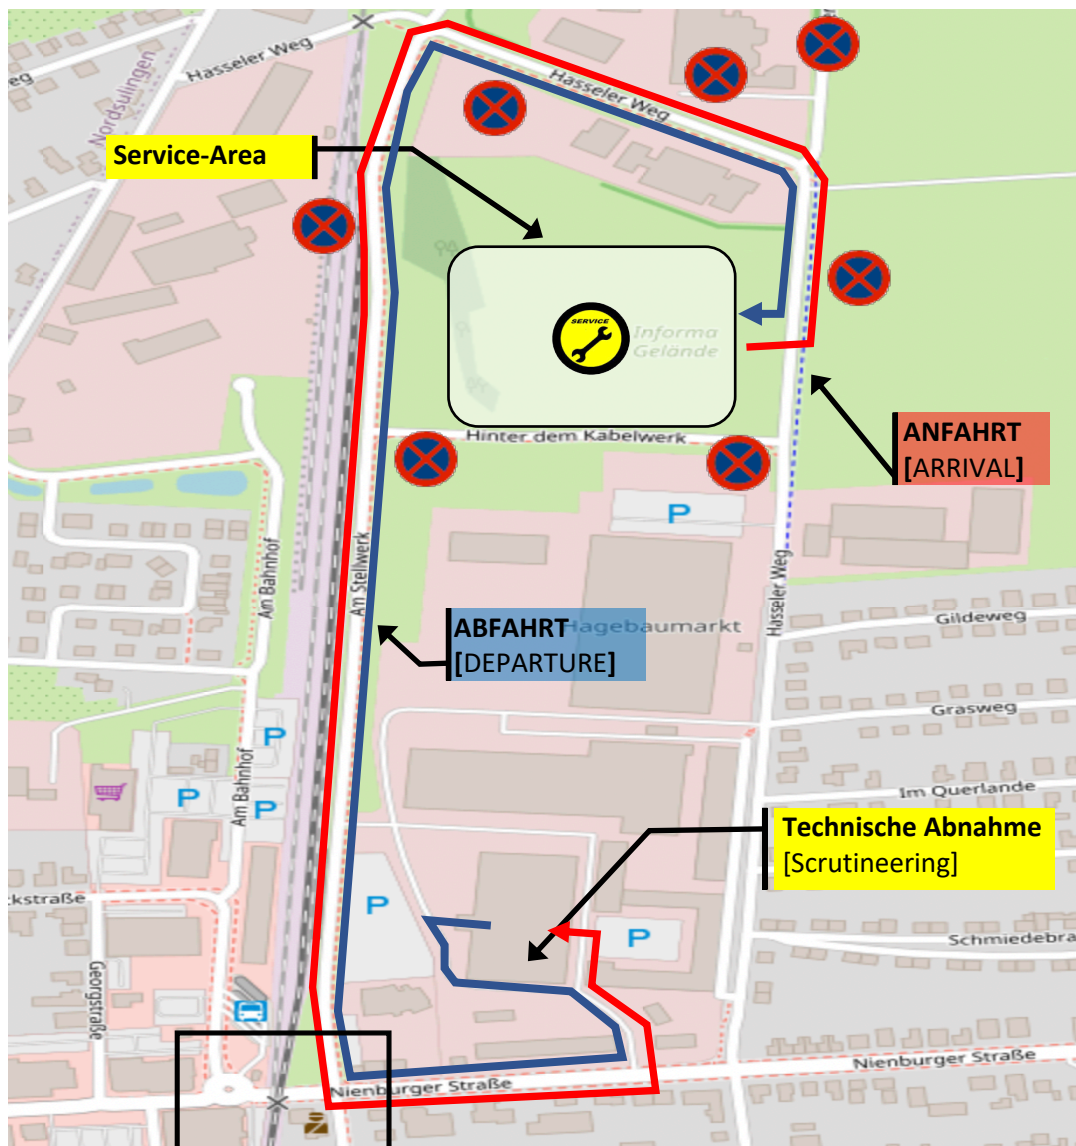 Hasseler Weg
Nordsulingen
Hasseler Weg
Service-Area
SERVICE
Informa
Gelände
Hinter dem Kabelwerk
ANFAHRT
[ARRIVAL]
P
Am Bahnhof
Am Stellwerk
Hasseler Weg
ABFAHRT
[DEPARTURE]
Hagebaumarkt
Gildeweg
Grasweg
P
P
P
Am Bahnhof
Im Querlande
Technische Abnahme
[Scrutineering]
P
P
ckstraße
Schmiedebra
Georgstraße
Nienburger Straße
Nienburger Straße